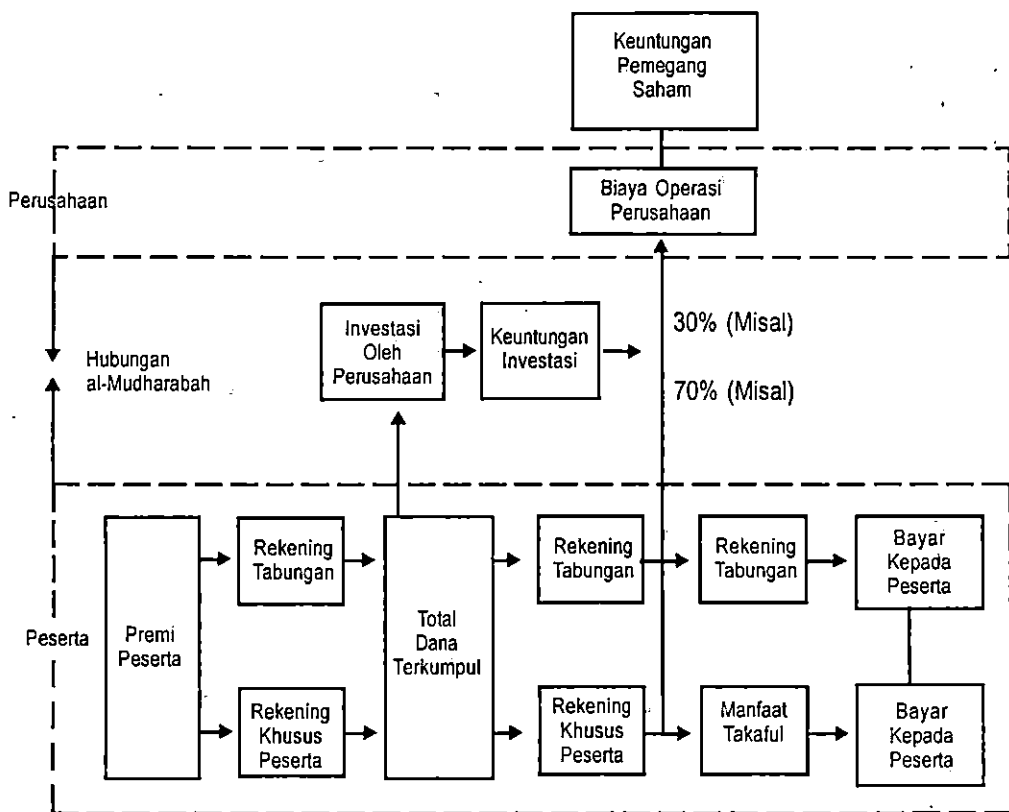 Keuntungan
Pemegang
Saham
Perusahaan
Biaya Operasi
Perusahaan
Hubungan
al-Mudharabah
Investasi
Oleh
Perusahaan
Keuntungan
Investasi
30% (Misal)
70% (Misal)
Peserta
Premi
Peserta
Rekening
Tabungan
Rekening
Khusus
Peserta
Total
Dana
Terkumpul
Rekening
Tabungan
Rekening
Khusus
Peserta
Rekening
Tabungan
Manfaat
Takaful
Bayar
Kepada
Peserta
Bayar
Kepada
Peserta